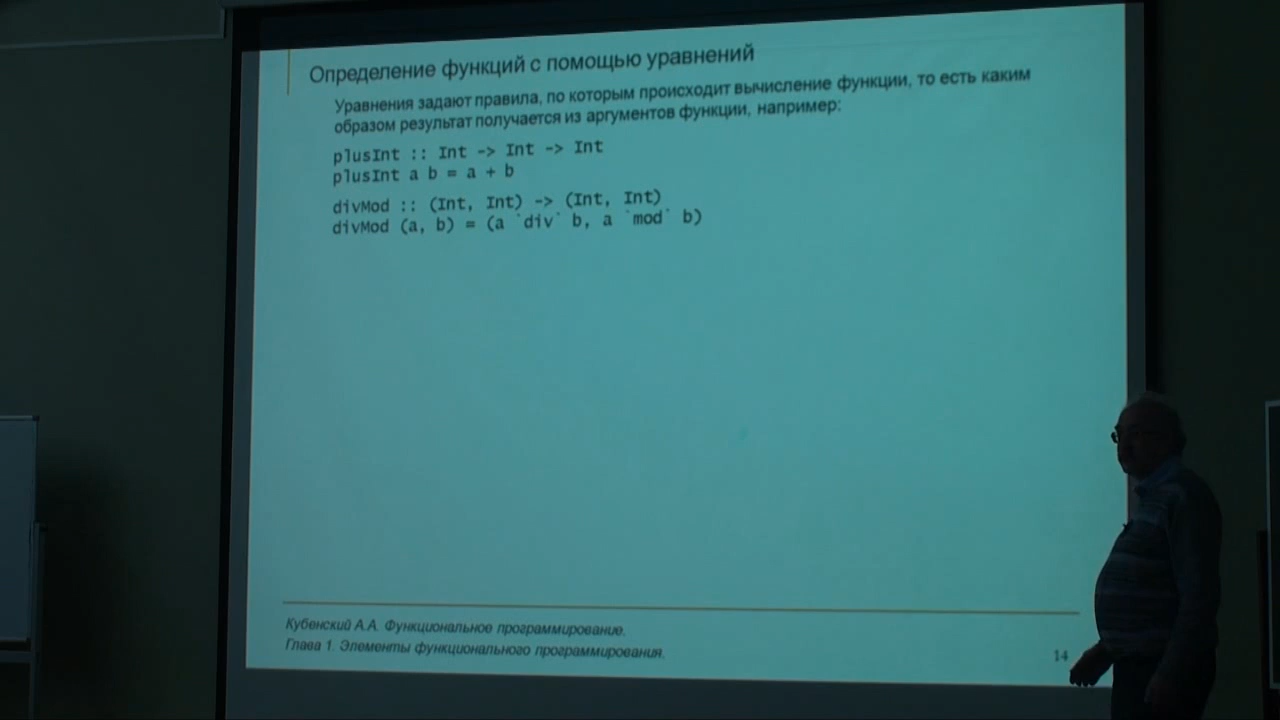 Определение функций с помощью уравнений
Уравнения задают правила, по которым происходит вычисление функции, то есть каким
образом результат получается из аргументов функции, например:
plusInt :: Int -> Int -> Int
plusInt a b = a + b
divMod :: (Int, Int) -> (Int, Int)
divMod (a, b) = (a `div` b, a `mod` b)
Кубенский А.А. Функциональное программирование.
Глава 1. Элементы функционального программирования.
14